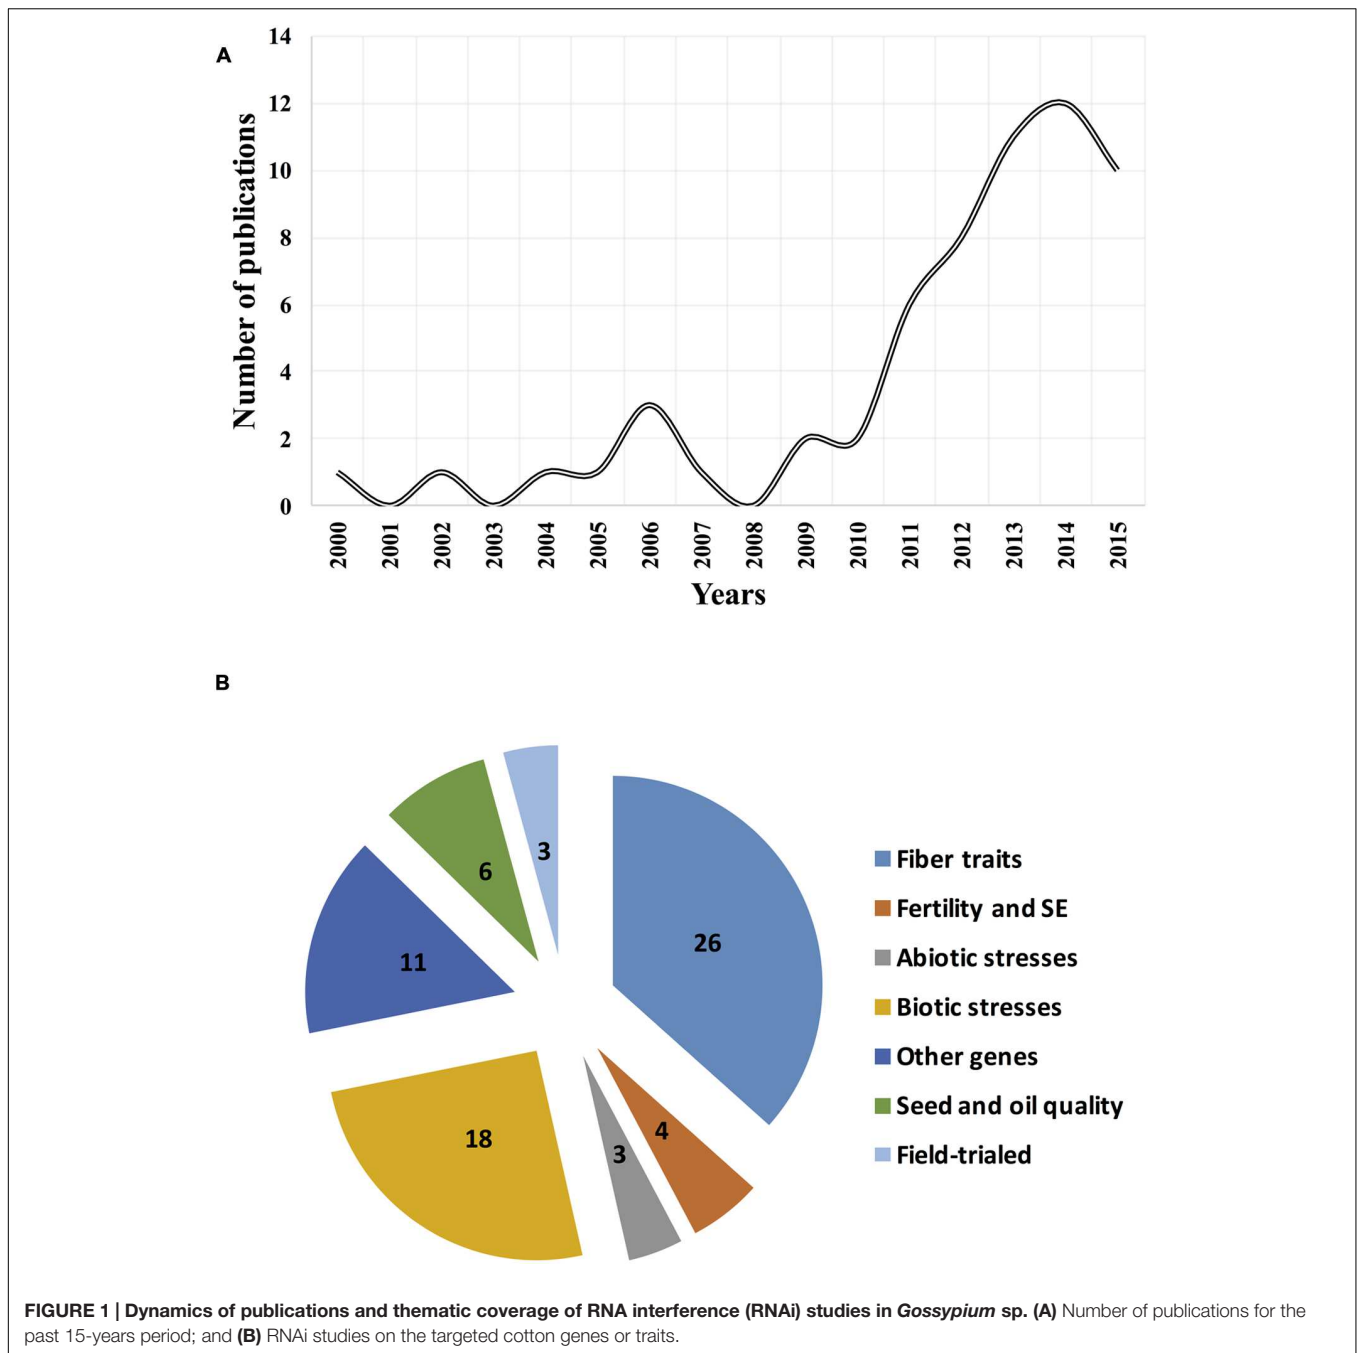 A
14
12
10
8
6
4
2
0
Number of publications
2000 2001 2002 2003 2004 2005 2006 2007 2008 2009 2010 2011 2012 2013 2014 2015
Years
B
3
6
26
11
18
4
3
Fiber traits
Fertility and SE
Abiotic stresses
Biotic stresses
Other genes
Seed and oil quality
Field-trialed
FIGURE 1 | Dynamics of publications and thematic coverage of RNA interference (RNAi) studies in Gossypium sp. (A) Number of publications for the
past 15-years period; and (B) RNAi studies on the targeted cotton genes or traits.